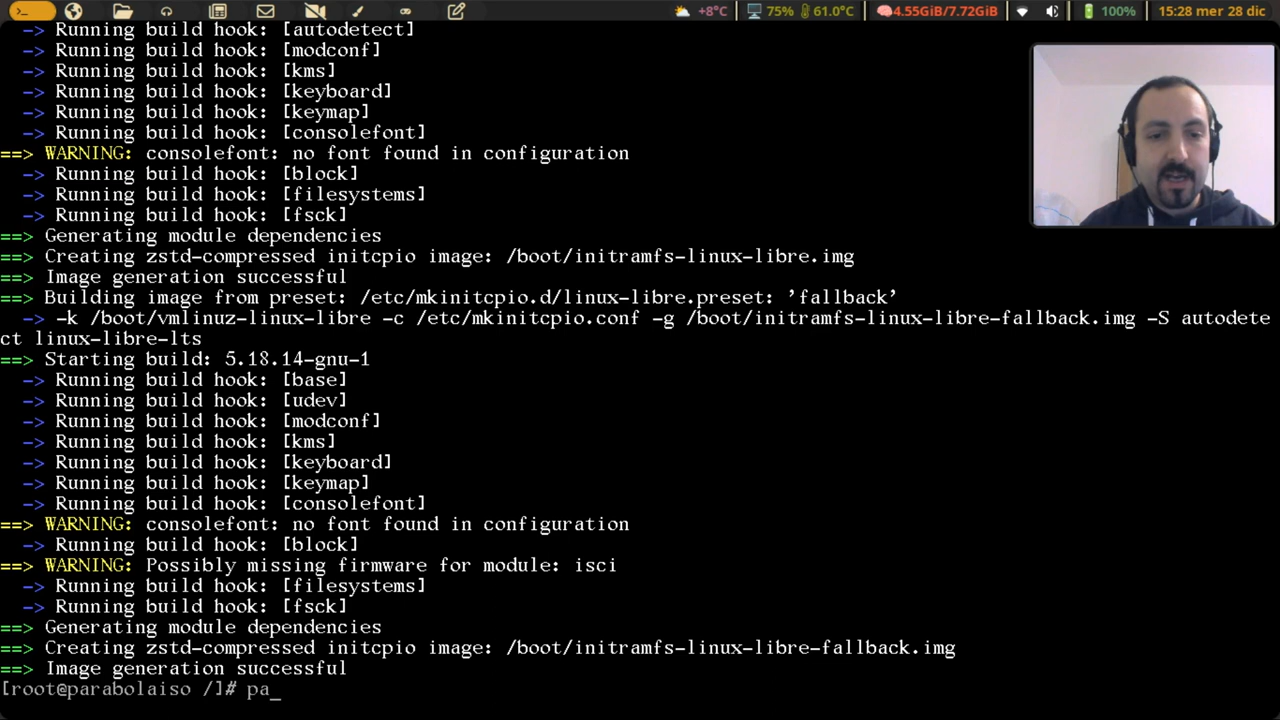 +8°C 75% 61.0°C 4.55GiB/7.72GiB 100% 15:28 mer 28 dic
-> Running build hook: [autodetect]
-> Running build hook: [modconf]
-> Running build hook: [kms]
-> Running build hook: [keyboard]
-> Running build hook: [keymap]
-> Running build hook: [consolefont]
==> WARNING: consolefont: no font found in configuration
-> Running build hook: [block]
-> Running build hook: [filesystems]
-> Running build hook: [fsck]
==> Generating module dependencies
==> Creating zstd-compressed initcpio image: /boot/initramfs-linux-libre.img
==> Image generation successful
==> Building image from preset: /etc/mkinitcpio.d/linux-libre.preset: 'fallback'
-> -k /boot/vmlinuz-linux-libre -c /etc/mkinitcpio.conf -g /boot/initramfs-linux-libre-fallback.img -S autodete
ct linux-libre-lts
==> Starting build: 5.18.14-gnu-1
-> Running build hook: [base]
-> Running build hook: [udev]
-> Running build hook: [modconf]
-> Running build hook: [kms]
-> Running build hook: [keyboard]
-> Running build hook: [keymap]
-> Running build hook: [consolefont]
==> WARNING: consolefont: no font found in configuration
-> Running build hook: [block]
==> WARNING: Possibly missing firmware for module: isci
-> Running build hook: [filesystems]
-> Running build hook: [fsck]
==> Generating module dependencies
==> Creating zstd-compressed initcpio image: /boot/initramfs-linux-libre-fallback.img
==> Image generation successful
[root@parabolaiso /]# pa_